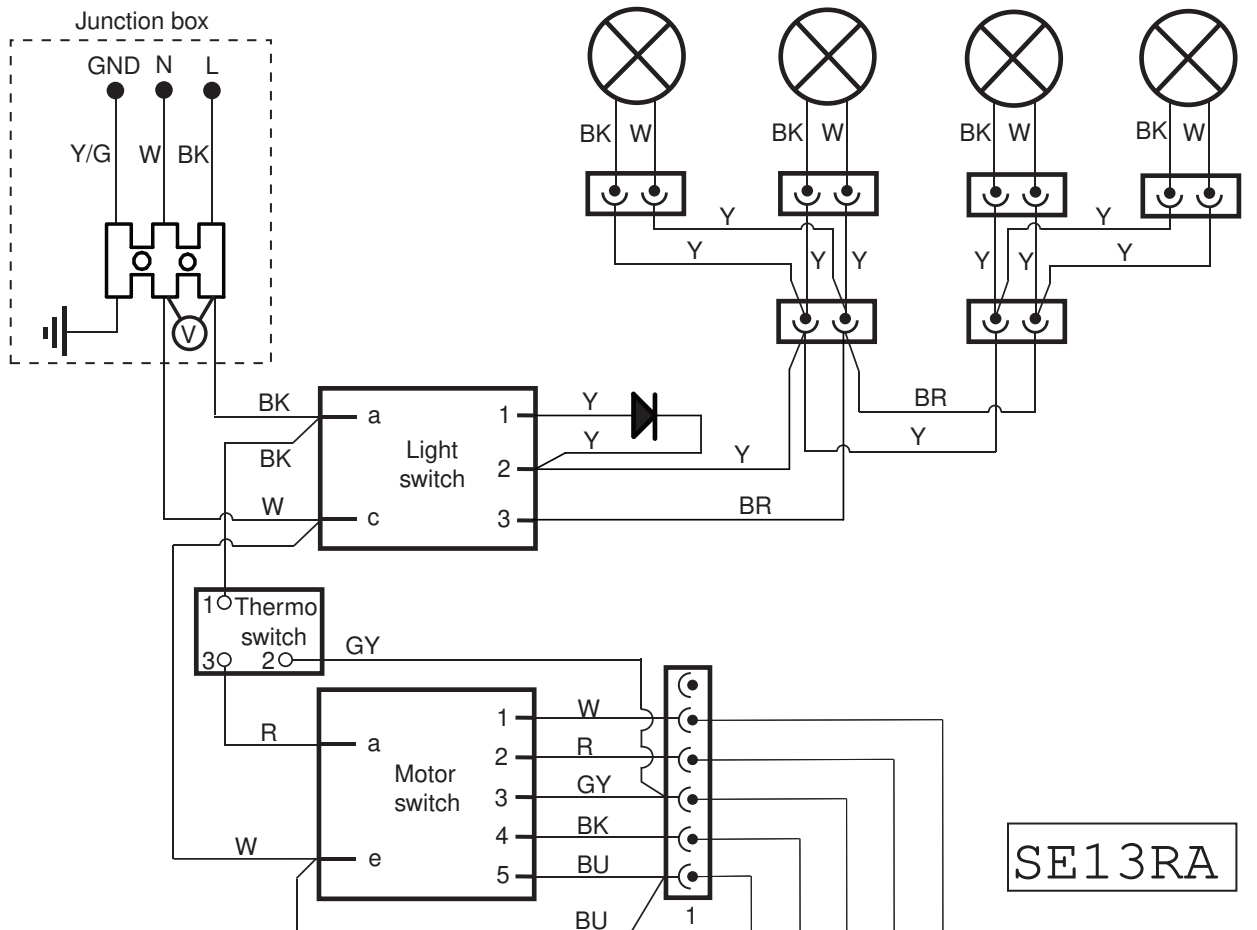 Junction box
GND N L
Y/G W BK
V
BK W
BK W
BK W
BK W
Y
Y
Y Y
Y
Y
Y Y
BR
Y
BK
BK
W
a
c
Light
switch
1
2
3
Y
Y
Y
BR
1 Thermo
switch
3 2
GY
R
W
a
e
Motor
switch
1
2
3
4
5
W
R
GY
BK
BU
BU
1
SE13RA